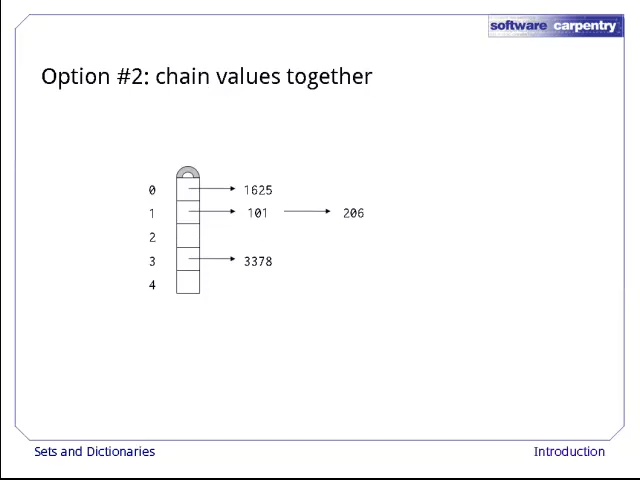 software carpentry
Option #2: chain values together
0 1625
1 101 206
2
3 3378
4
Sets and Dictionaries Introduction